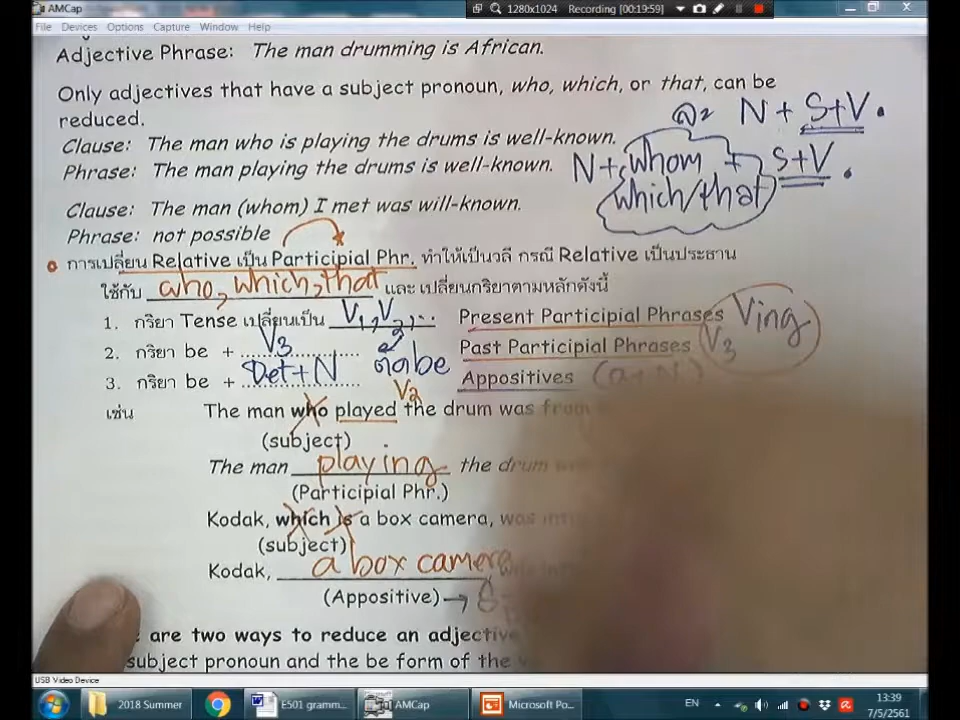 AMCap
1280x1024 Recording [00:19:59]
File Devices Options Capture Window Help
Adjective Phrase: The man drumming is African.
Only adjectives that have a subject pronoun, who, which, or that, can be
reduced.
ลด N + S+V.
Clause: The man who is playing the drums is well-known.
Phrase: The man playing the drums is well-known.
N + whom + S+V.
which/that
Clause: The man (whom) I met was will-known.
Phrase: not possible
การเปลี่ยน Relative เป็น Participial Phr. ทำให้เป็นวลี กรณี Relative เป็นประธาน
ใช้กับ who, which, that และ เปลี่ยนกริยาตามหลักดังนี้
1. กริยา Tense เปลี่ยนเป็น V1, V2, .. Present Participial Phrases Ving
2. กริยา be + V3 Past Participial Phrases V3
3. กริยา be + Det+N ตัด be Appositives (a+N)
V2
เช่น The man who played the drum was from
(subject)
The man playing the drum was
(Participial Phr.)
Kodak, which is a box camera, was
(subject)
Kodak, a box camera
(Appositive) →
are two ways to reduce an adjective
subject pronoun and the be form of the
USB Video Device
2018 Summer
E501 gramm...
AMCap
Microsoft Po...
EN
13:39
7/5/2561